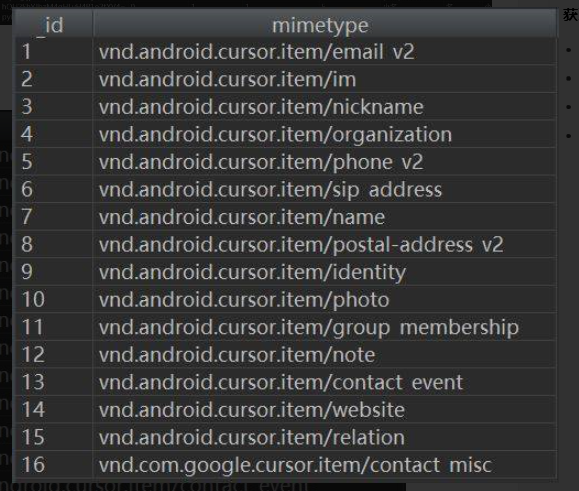 _id mimetype
1 vnd.android.cursor.item/email_v2
2 vnd.android.cursor.item/im
3 vnd.android.cursor.item/nickname
4 vnd.android.cursor.item/organization
5 vnd.android.cursor.item/phone_v2
6 vnd.android.cursor.item/sip_address
7 vnd.android.cursor.item/name
8 vnd.android.cursor.item/postal-address_v2
9 vnd.android.cursor.item/identity
10 vnd.android.cursor.item/photo
11 vnd.android.cursor.item/group_membership
12 vnd.android.cursor.item/note
13 vnd.android.cursor.item/contact_event
14 vnd.android.cursor.item/website
15 vnd.android.cursor.item/relation
16 vnd.com.google.cursor.item/contact_misc
获